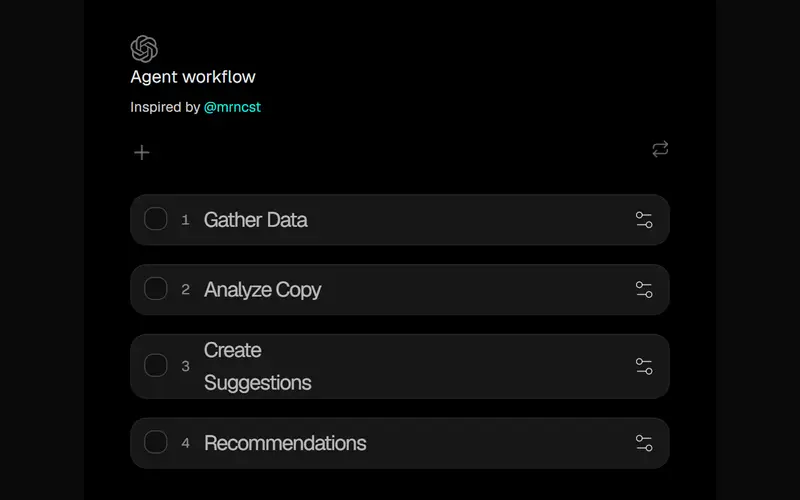 Agent workflow
Inspired by @mrncst
1 Gather Data
2 Analyze Copy
3 Create
Suggestions
4 Recommendations